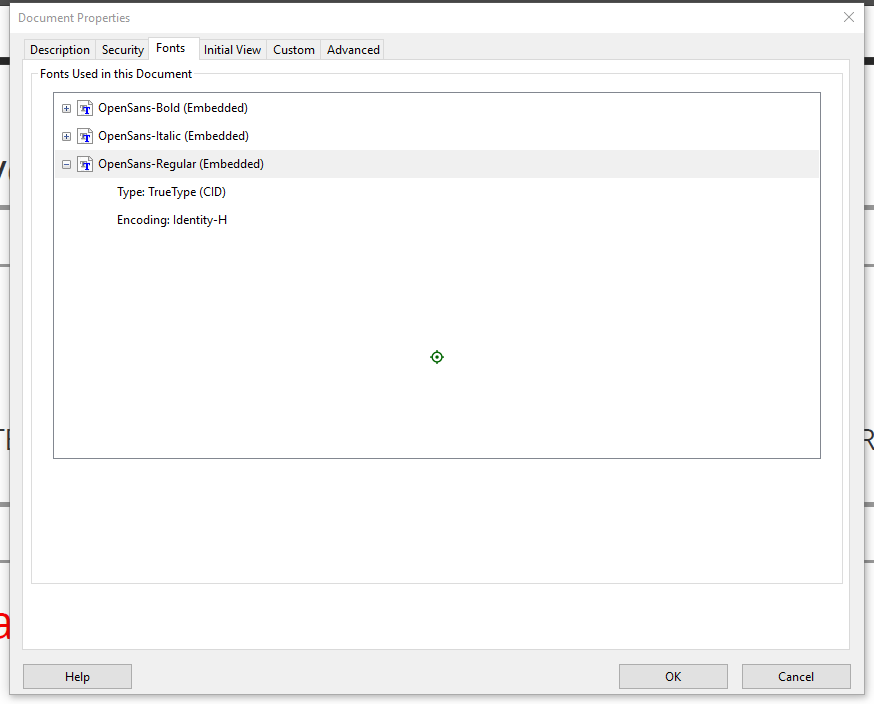 Document Properties
Description Security Fonts Initial View Custom Advanced
Fonts Used in this Document
OpenSans-Bold (Embedded)
OpenSans-Italic (Embedded)
OpenSans-Regular (Embedded)
Type: TrueType (CID)
Encoding: Identity-H
Help OK Cancel